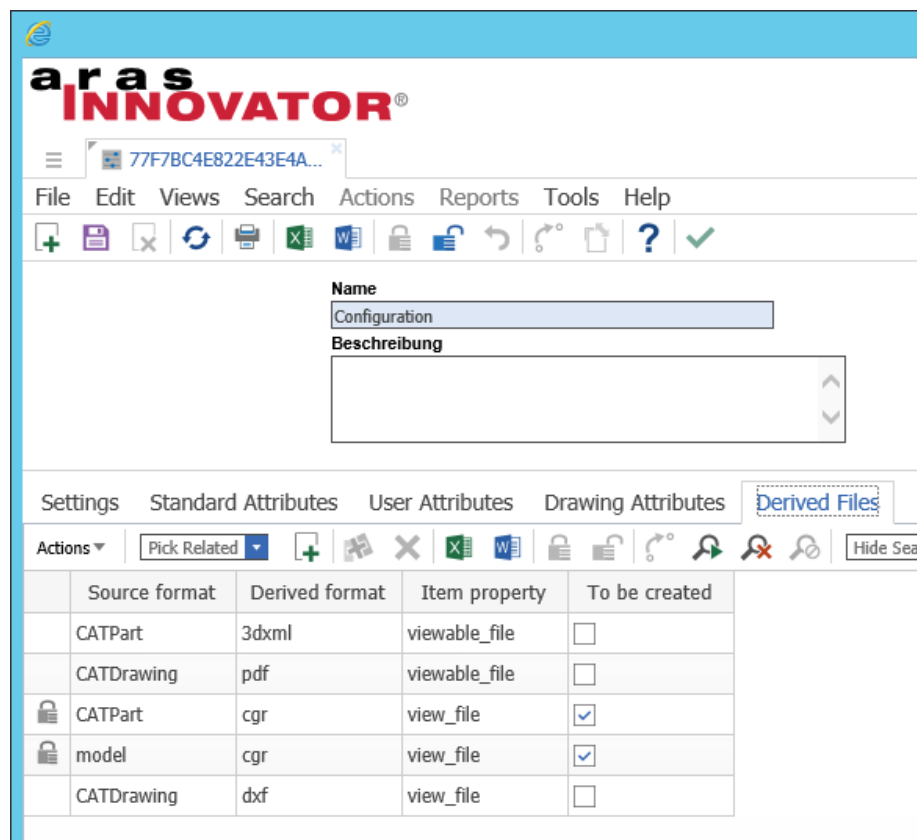 aras
INNOVATOR®
77F7BC4E822E43E4A...
File Edit Views Search Actions Reports Tools Help
Name
Configuration
Beschreibung
Settings Standard Attributes User Attributes Drawing Attributes Derived Files
Actions Pick Related Hide Sea
Source format Derived format Item property To be created
CATPart 3dxml viewable_file
CATDrawing pdf viewable_file
CATPart cgr view_file
model cgr view_file
CATDrawing dxf view_file